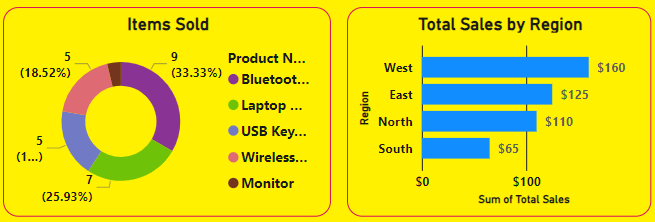 Items Sold
5
(18.52%)
9
(33.33%)
5
(1...)
7
(25.93%)
Product N...
Bluetoot...
Laptop ...
USB Key...
Wireless...
Monitor
Total Sales by Region
Region
West $160
East $125
North $110
South $65
$0 $100
Sum of Total Sales